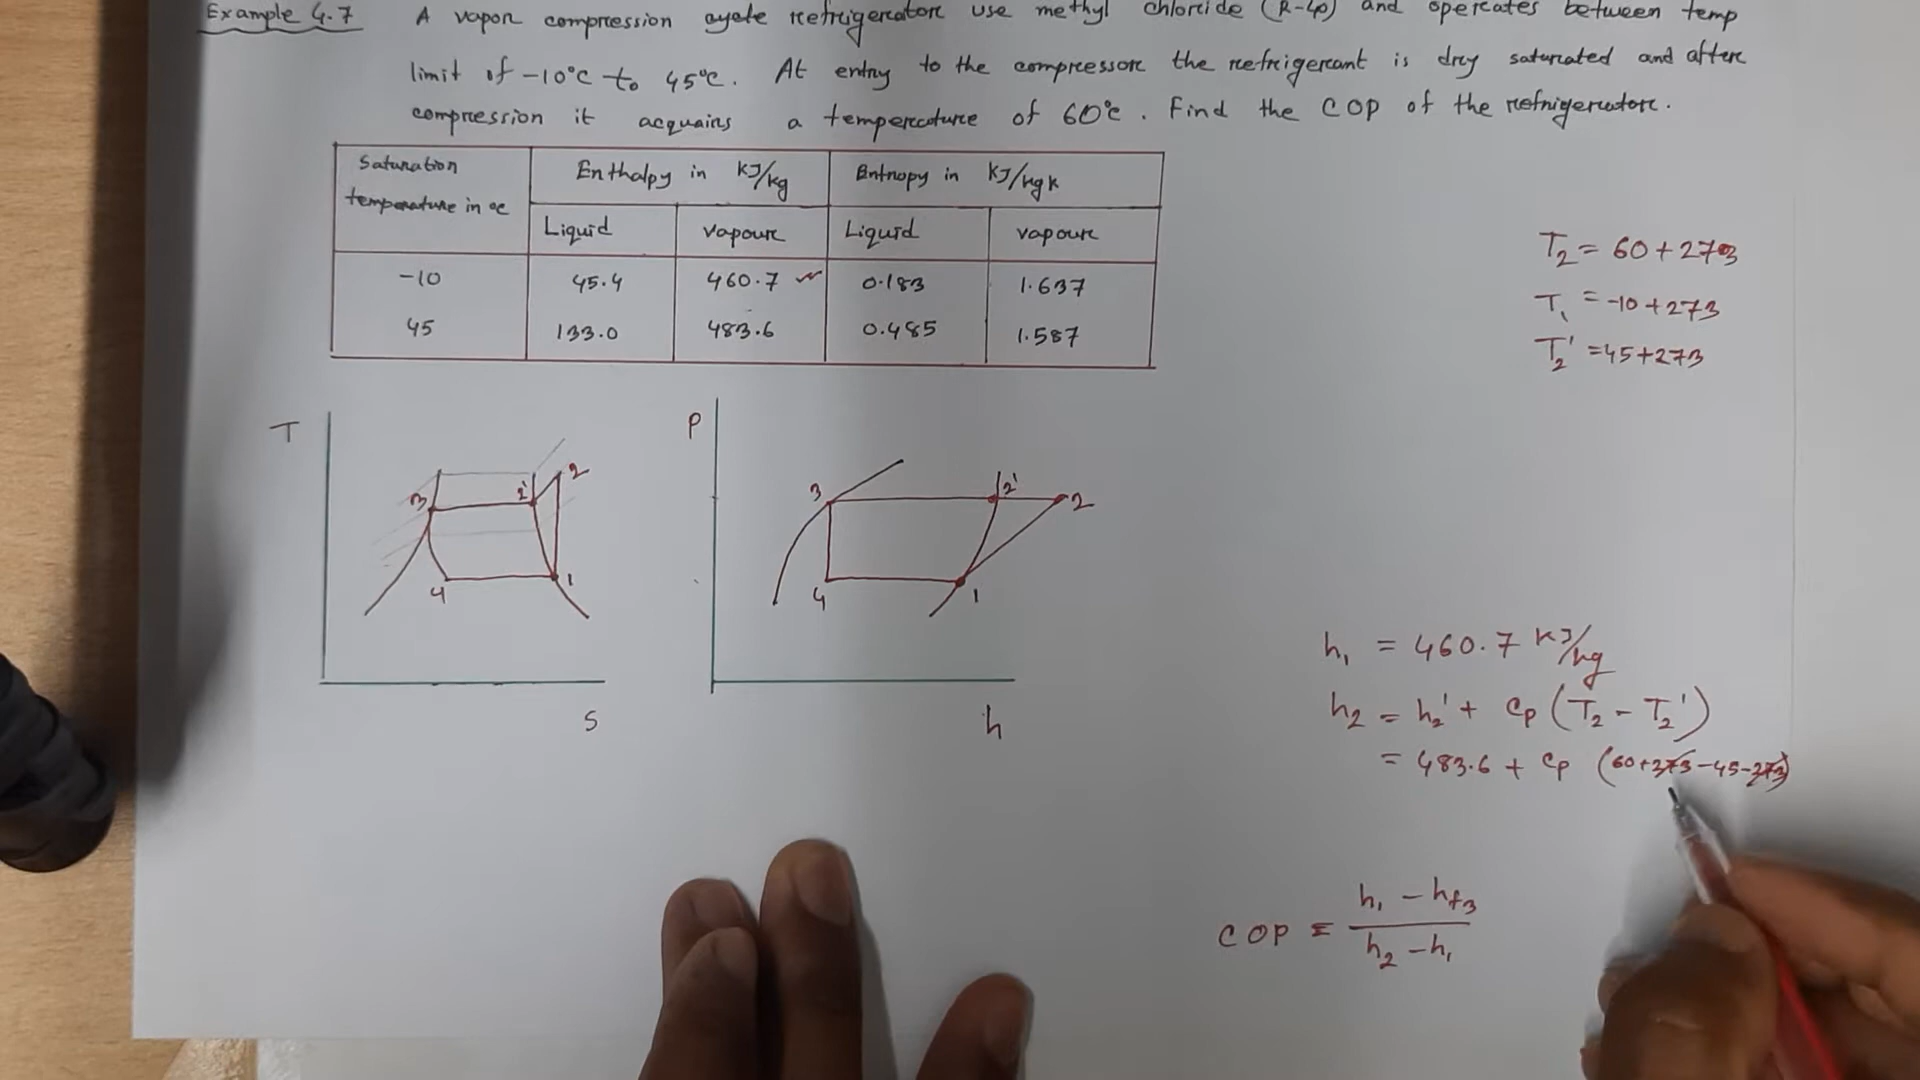 Example 4.7 A vapor compression cycle refrigerator use methyl chloride (R-40) and operates between temp
limit of -10°C to 45°C. At entry to the compressor the refrigerant is dry saturated and after
compression it acquairs a temperature of 60°C. Find the COP of the refrigerator.
Saturation temperature in °C
Enthalpy in KJ/kg
Entropy in KJ/kgK
Liquid vapour Liquid vapour
-10 45.4 460.7 0.183 1.637
45 133.0 483.6 0.485 1.587
T₂ = 60+273
T₁ = -10+273
T₂' =45+273
T
3 2' 2
4 1
S
P
3 2' 2
4 1
h
h₁ = 460.7 KJ/kg
h₂ = h₂' + Cp (T₂ - T₂')
= 483.6 + Cp (60+273-45-273)
COP = h₁ - hf₃
h₂ - h₁